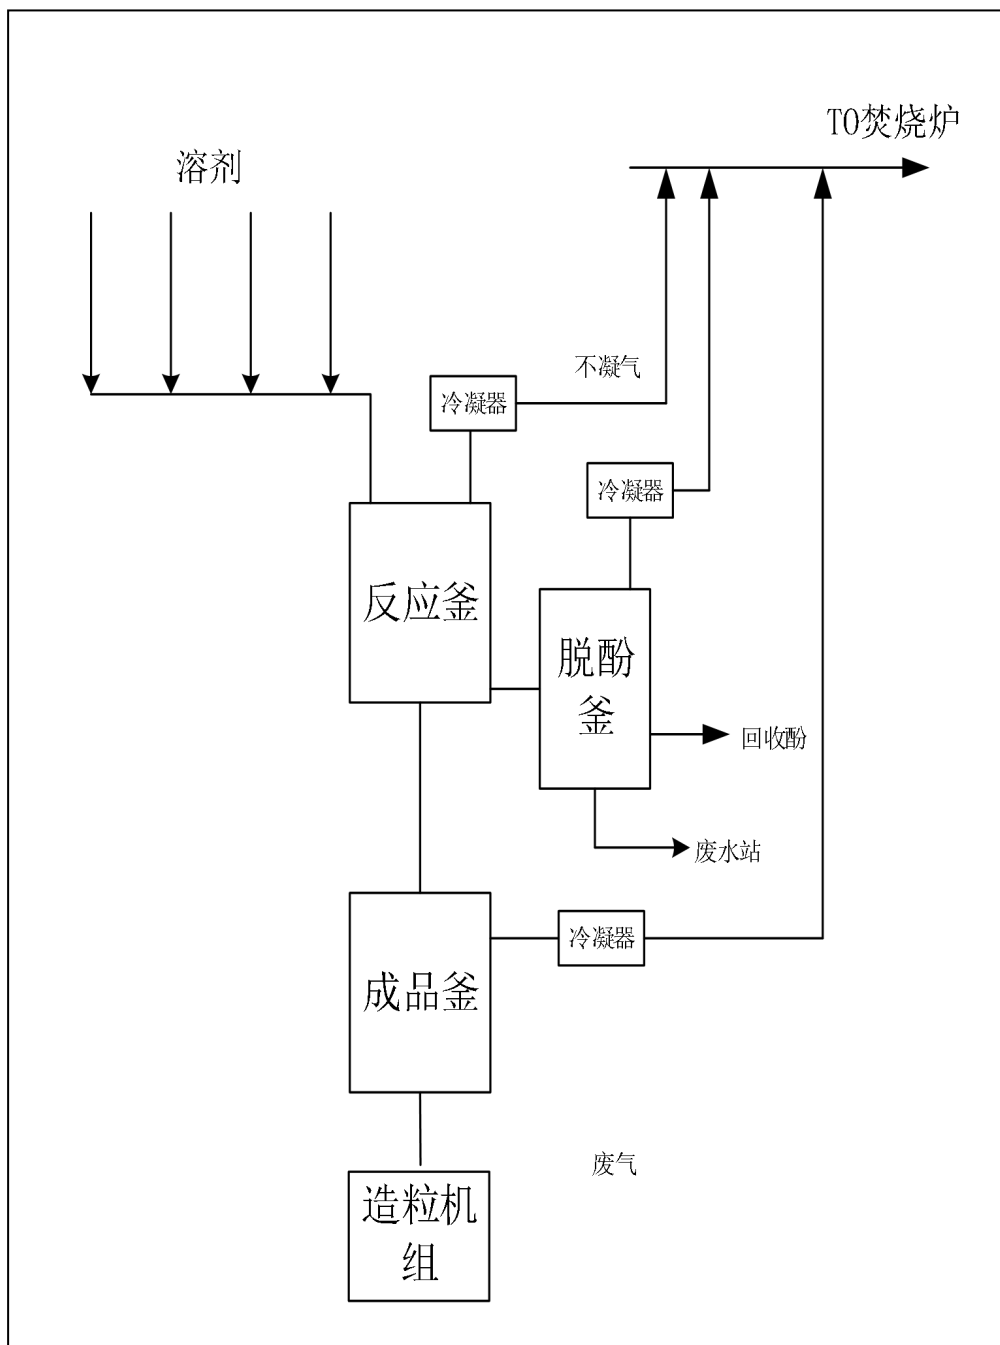 TO焚烧炉
溶剂
不凝气
冷凝器
冷凝器
反应釜
脱酚
釜
回收酚
废水站
冷凝器
成品釜
废气
造粒机
组